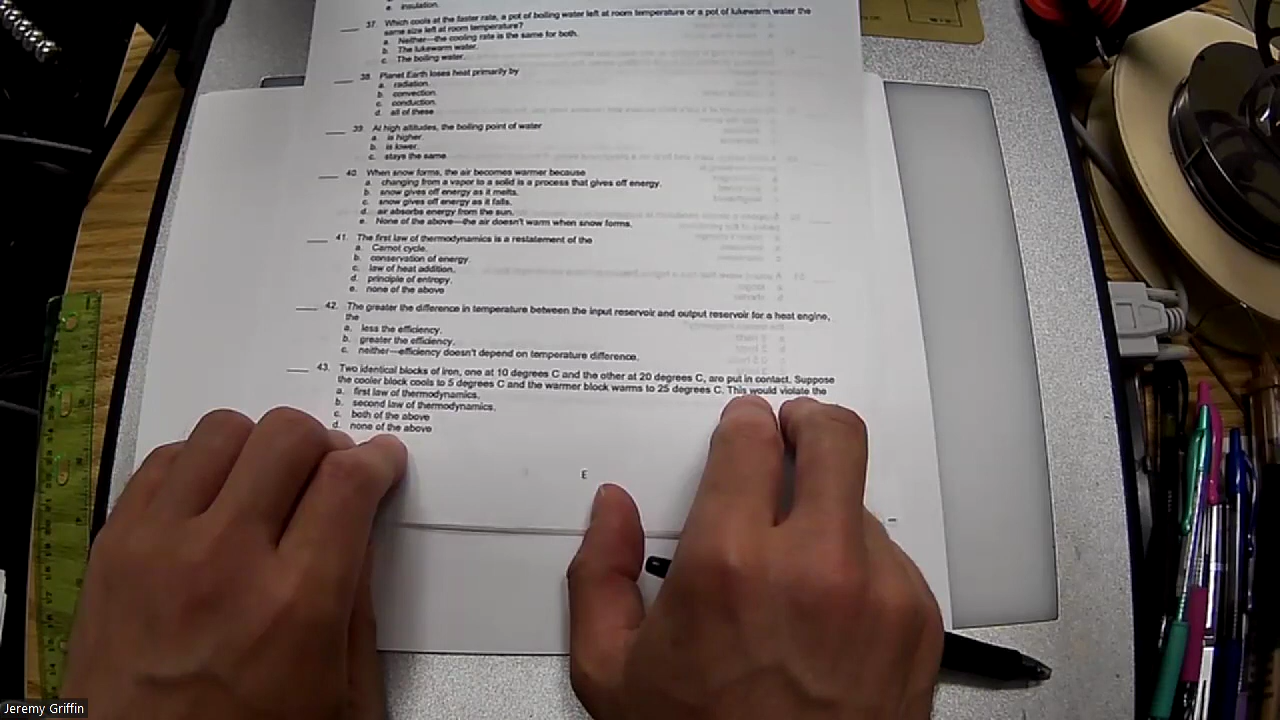 e. insulation.
37. Which cools at the faster rate, a pot of boiling water left at room temperature or a pot of lukewarm water the
same size left at room temperature?
a. Neither—the cooling rate is the same for both.
b. The lukewarm water.
c. The boiling water.
38. Planet Earth loses heat primarily by
a. radiation.
b. convection.
c. conduction.
d. all of these
39. At high altitudes, the boiling point of water
a. is higher.
b. is lower.
c. stays the same
40. When snow forms, the air becomes warmer because
a. changing from a vapor to a solid is a process that gives off energy.
b. snow gives off energy as it melts.
c. snow gives off energy as it falls.
d. air absorbs energy from the sun.
e. None of the above—the air doesn't warm when snow forms.
41. The first law of thermodynamics is a restatement of the
a. Carnot cycle.
b. conservation of energy.
c. law of heat addition.
d. principle of entropy.
e. none of the above
42. The greater the difference in temperature between the input reservoir and output reservoir for a heat engine,
the
a. less the efficiency.
b. greater the efficiency.
c. neither—efficiency doesn't depend on temperature difference.
43. Two identical blocks of iron, one at 10 degrees C and the other at 20 degrees C, are put in contact. Suppose
the cooler block cools to 5 degrees C and the warmer block warms to 25 degrees C. This would violate the
a. first law of thermodynamics.
b. second law of thermodynamics.
c. both of the above
d. none of the above
E
Jeremy Griffin